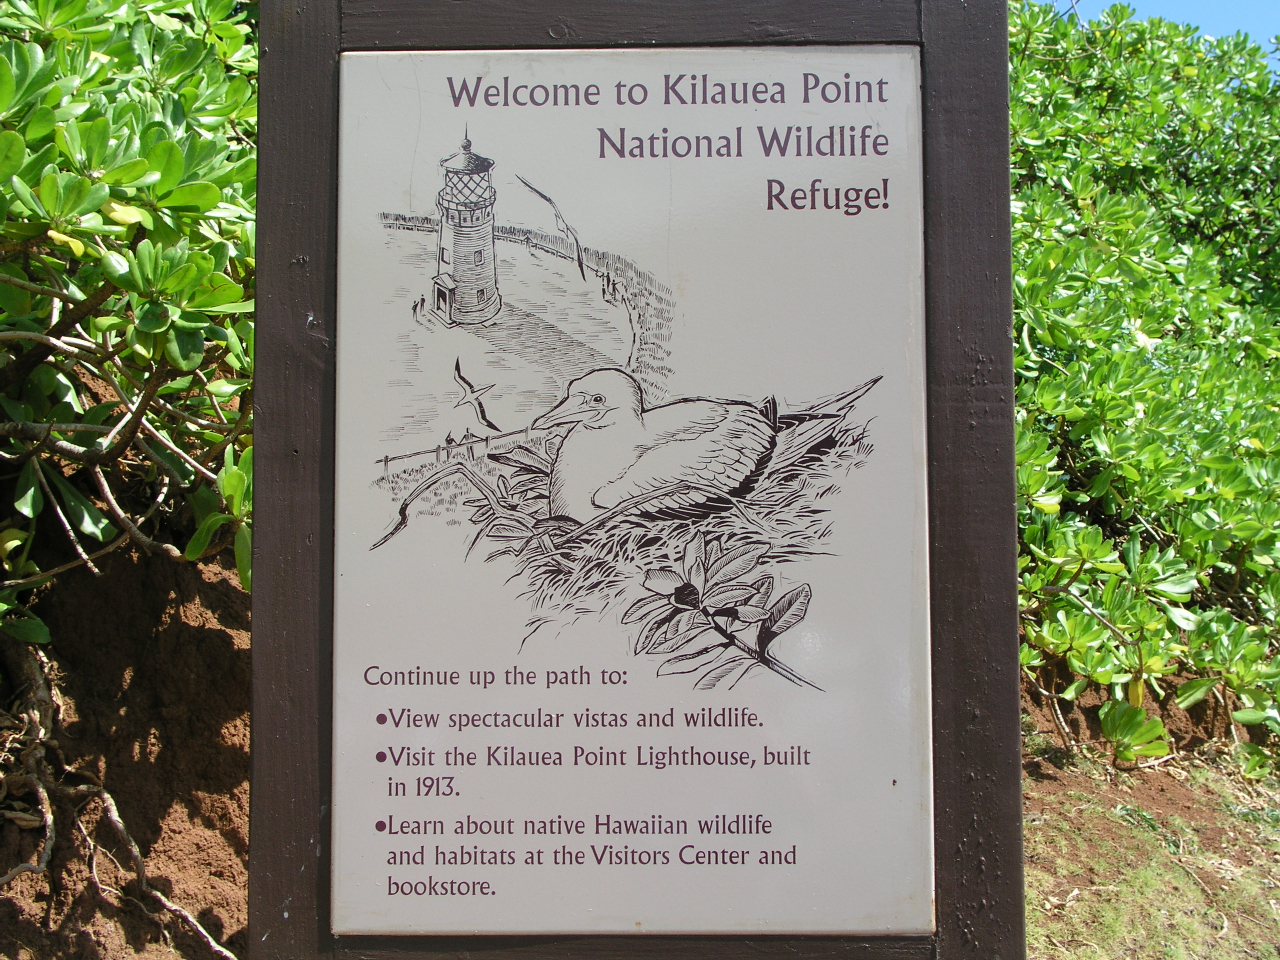 Welcome to Kilauea Point
National Wildlife
Refuge!
Continue up the path to:
•View spectacular vistas and wildlife.
•Visit the Kilauea Point Lighthouse, built
in 1913.
•Learn about native Hawaiian wildlife
and habitats at the Visitors Center and
bookstore.